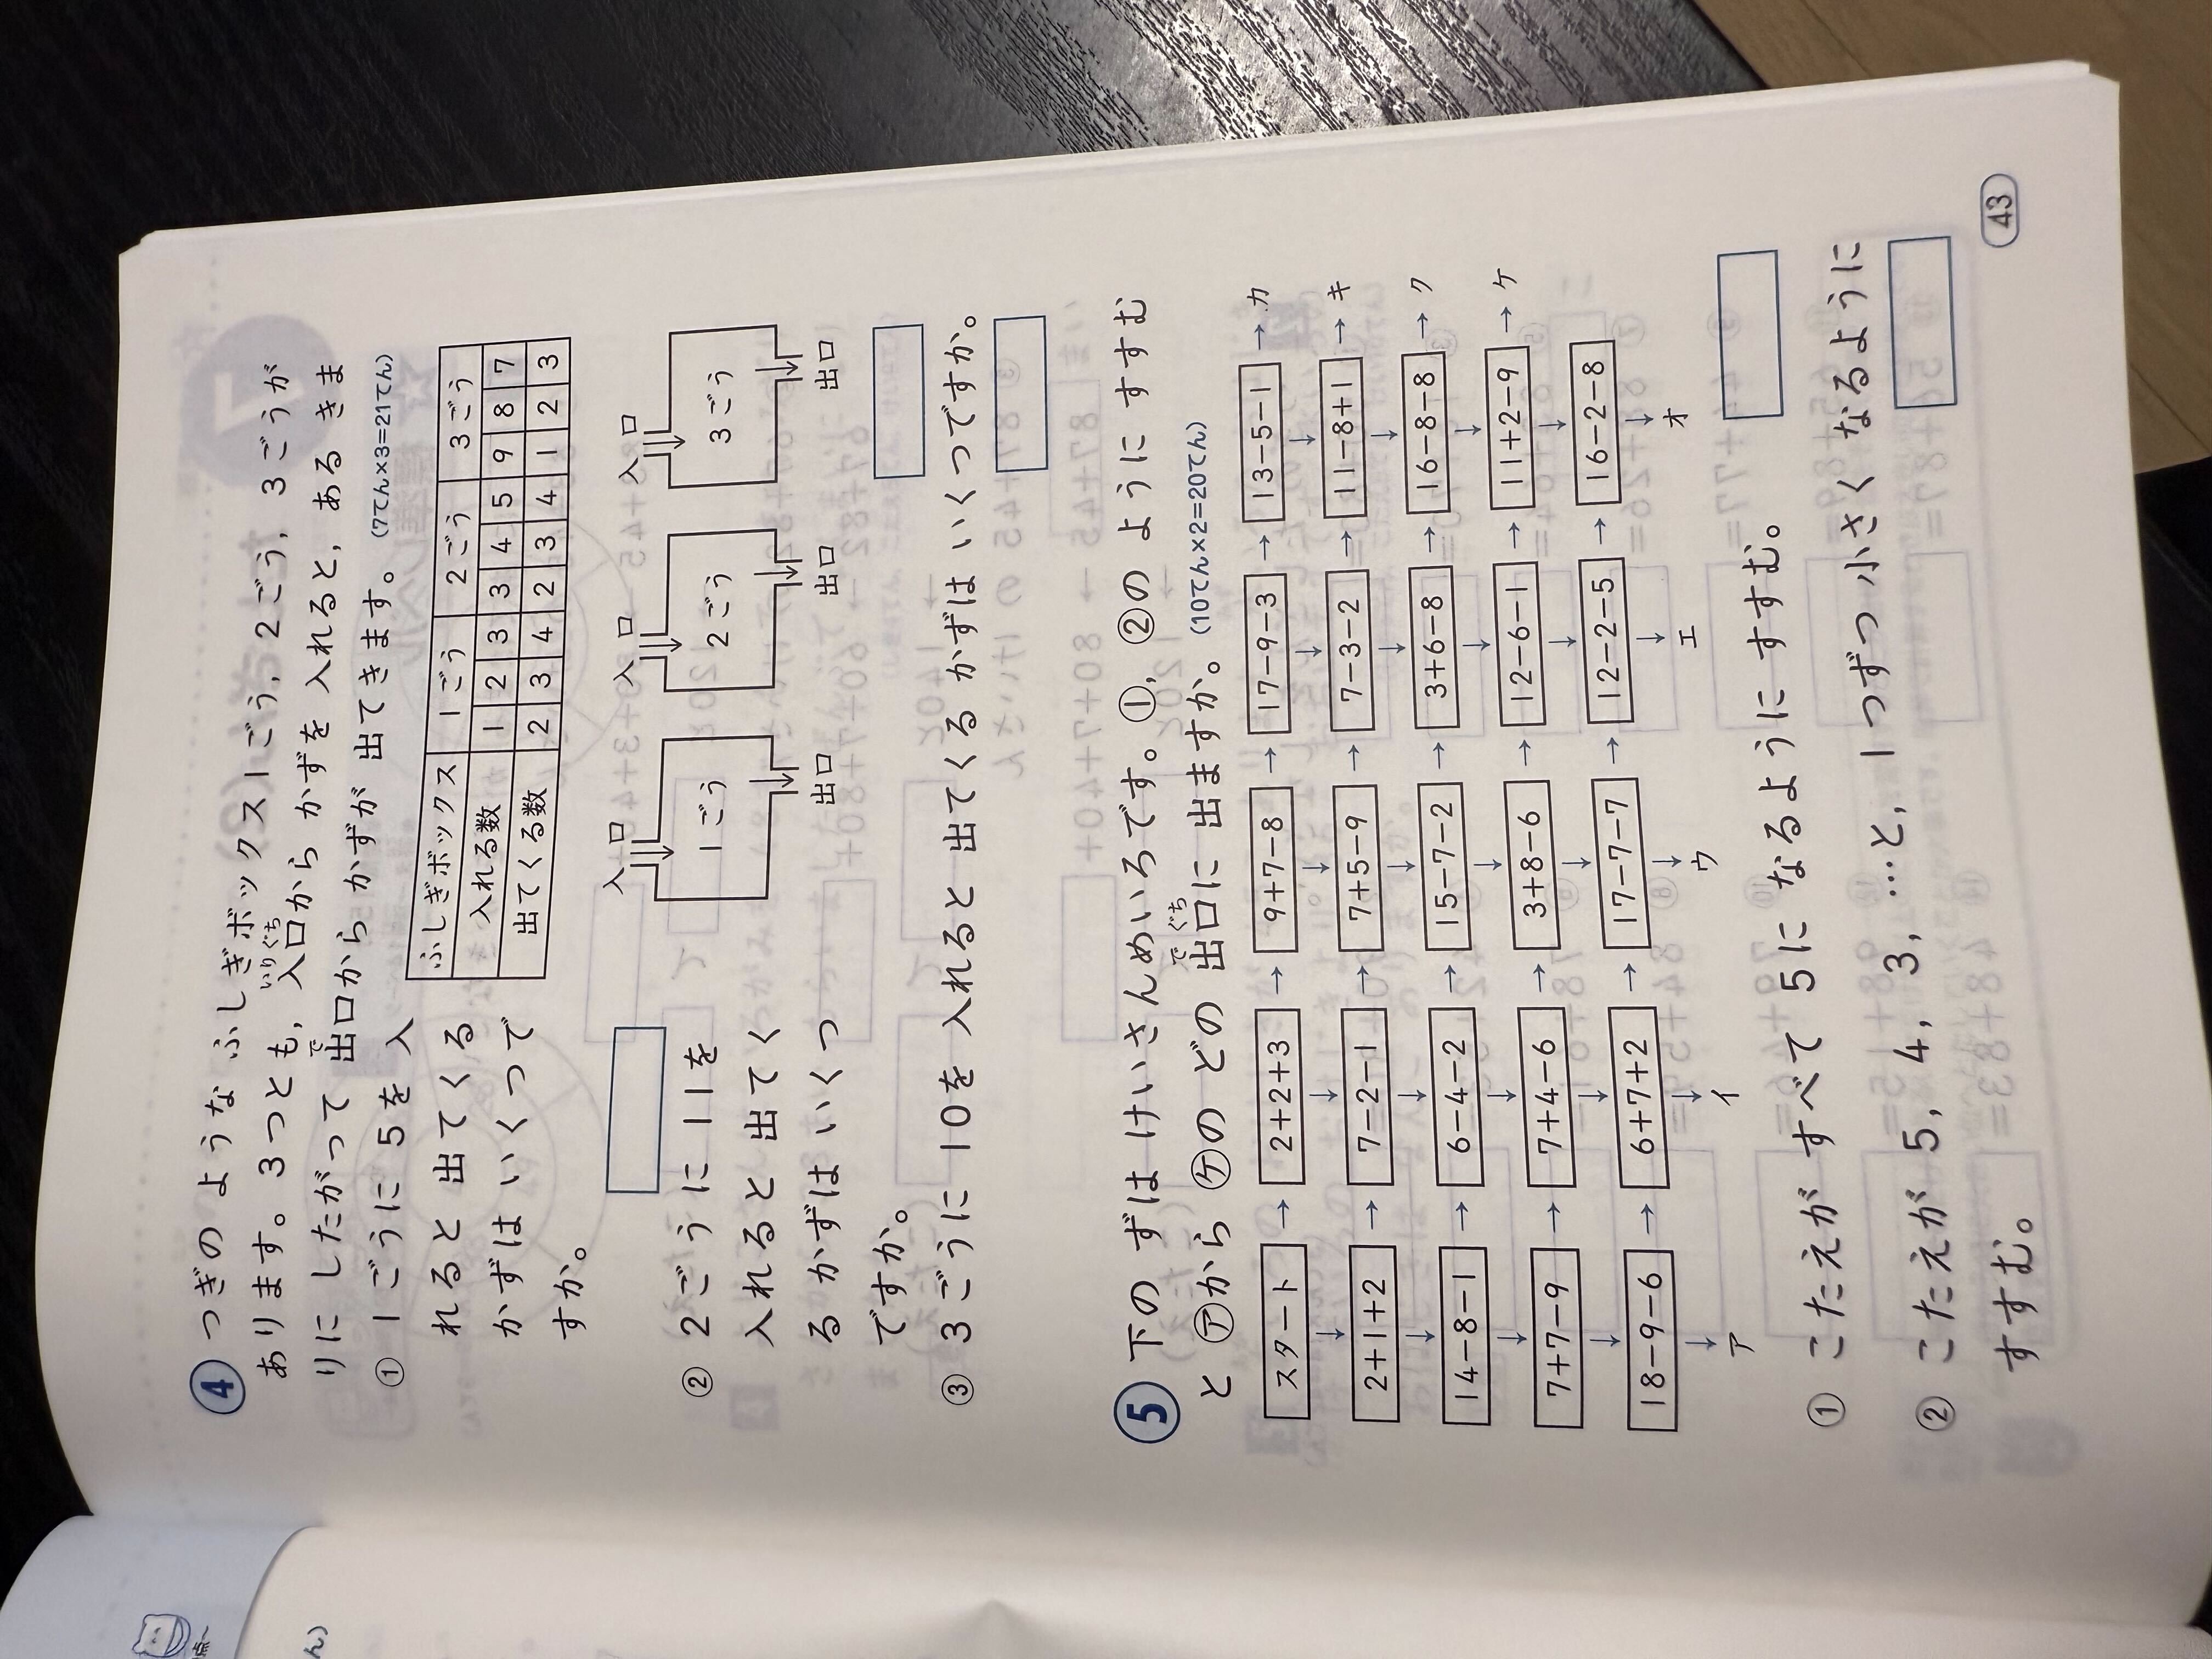 4 つぎの ような ふしぎボックス1ごう,2ごう,3ごうが
あります。3つとも,入口から かずを 入れると,ある きま
いりぐち
りに したがって 出口から かずが 出てきます。 (7てん×3=21てん)
で
① 1ごうに 5を 入
れると 出てくる
かずは いくつで
すか。
ふしぎボックス 1ごう 2ごう 3ごう
入れる数 1 2 3 3 4 5 9 8 7
出てくる数 2 3 4 2 3 4 1 2 3
入口 入口 入口
1ごう 2ごう 3ごう
出口 出口 出口
② 2ごうに 11を
入れると 出てく
る かずは いくつ
ですか。
③ 3ごうに 10を 入れると 出てくる かずは いくつですか。
5 下の ずは けいさんめいろです。①,②の ように すすむ
と ㋐から ㋘の どの 出口に 出ますか。 (10てん×2=20てん)
でぐち
スタート → 2+2+3 → 9+7-8 → 17-9-3 → 13-5-1 → カ
↓ ↓ ↓ ↓ ↓
2+1+2 → 7-2-1 → 7+5-9 → 7-3-2 → 11-8+1 → キ
↓ ↓ ↓ ↓ ↓
14-8-1 → 6-4-2 → 15-7-2 → 3+6-8 → 16-8-8 → ク
↓ ↓ ↓ ↓ ↓
7+7-9 → 7+4-6 → 3+8-6 → 12-6-1 → 11+2-9 → ケ
↓ ↓ ↓ ↓ ↓
18-9-6 → 6+7+2 → 17-7-7 → 12-2-5 → 16-2-8
↓ ↓ ↓ ↓ ↓
ア イ ウ エ オ
① こたえが すべて 5に なるように すすむ。
② こたえが 5, 4, 3, ……と, 1つずつ 小さく なるように
すすむ。
43